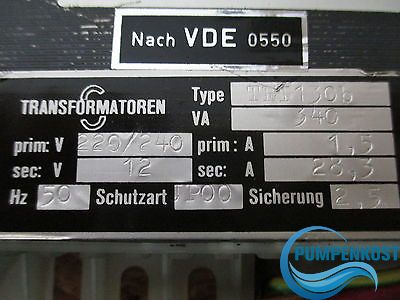 Nach VDE 0550
TRANSFORMATOREN
Type
VA 340
prim: V 220/240 prim: A 1,5
sec: V 12 sec: A 28,3
Hz 50 Schutzart IP00 Sicherung 2,5
PUMPENKOST